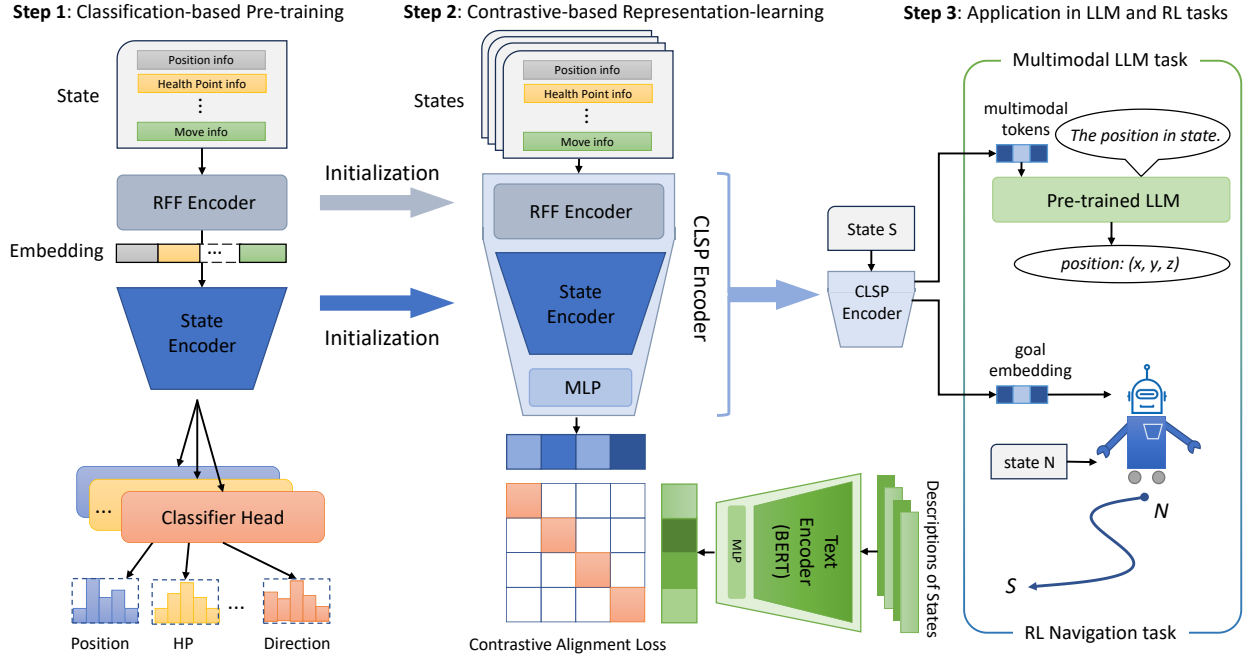 Step 1: Classification-based Pre-training
State
Position info
Health Point info
⋮
Move info
RFF Encoder
Embedding
...
State
Encoder
...
Classifier Head
...
Position
HP
Direction
Initialization
Initialization
Step 2: Contrastive-based Representation-learning
States
Position info
Health Point info
⋮
Move info
RFF Encoder
State
Encoder
MLP
CLSP Encoder
Contrastive Alignment Loss
MLP
Text
Encoder
(BERT)
Descriptions of States
Step 3: Application in LLM and RL tasks
State S
CLSP
Encoder
Multimodal LLM task
multimodal
tokens
The position in state.
Pre-trained LLM
position: (x, y, z)
goal
embedding
state N
N
S
RL Navigation task